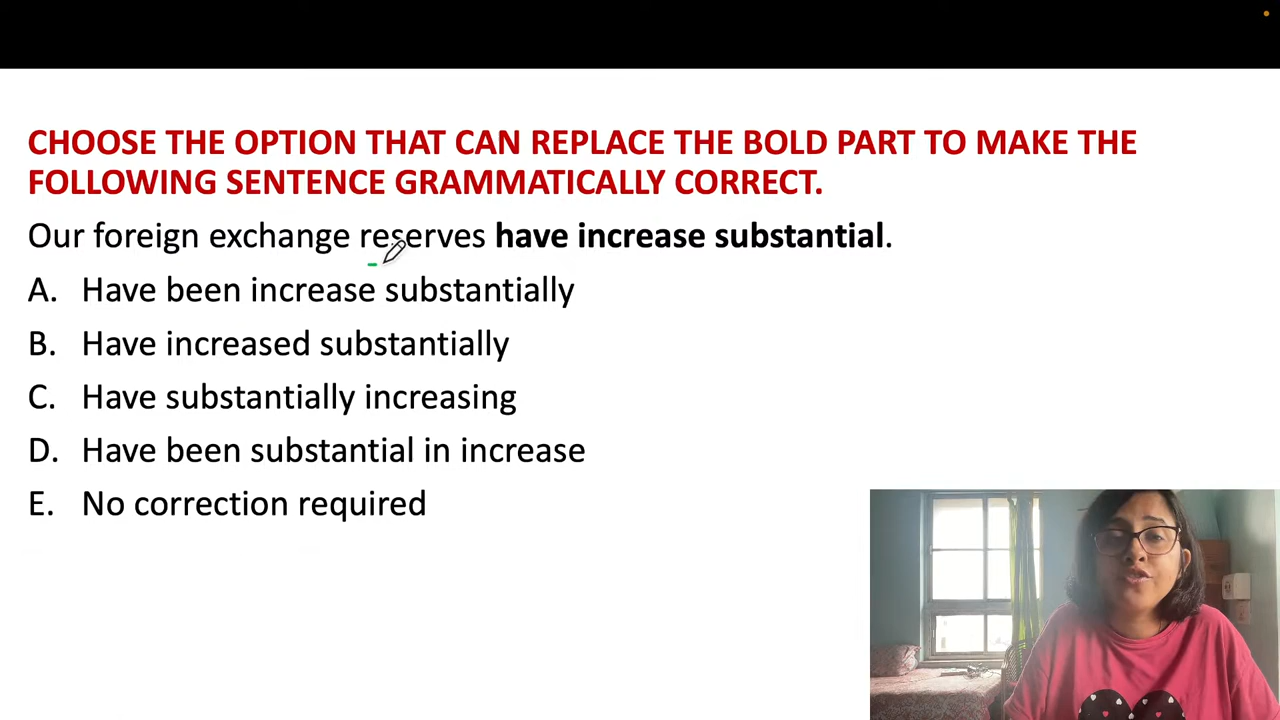 CHOOSE THE OPTION THAT CAN REPLACE THE BOLD PART TO MAKE THE
FOLLOWING SENTENCE GRAMMATICALLY CORRECT.
Our foreign exchange reserves have increase substantial.
A. Have been increase substantially
B. Have increased substantially
C. Have substantially increasing
D. Have been substantial in increase
E. No correction required